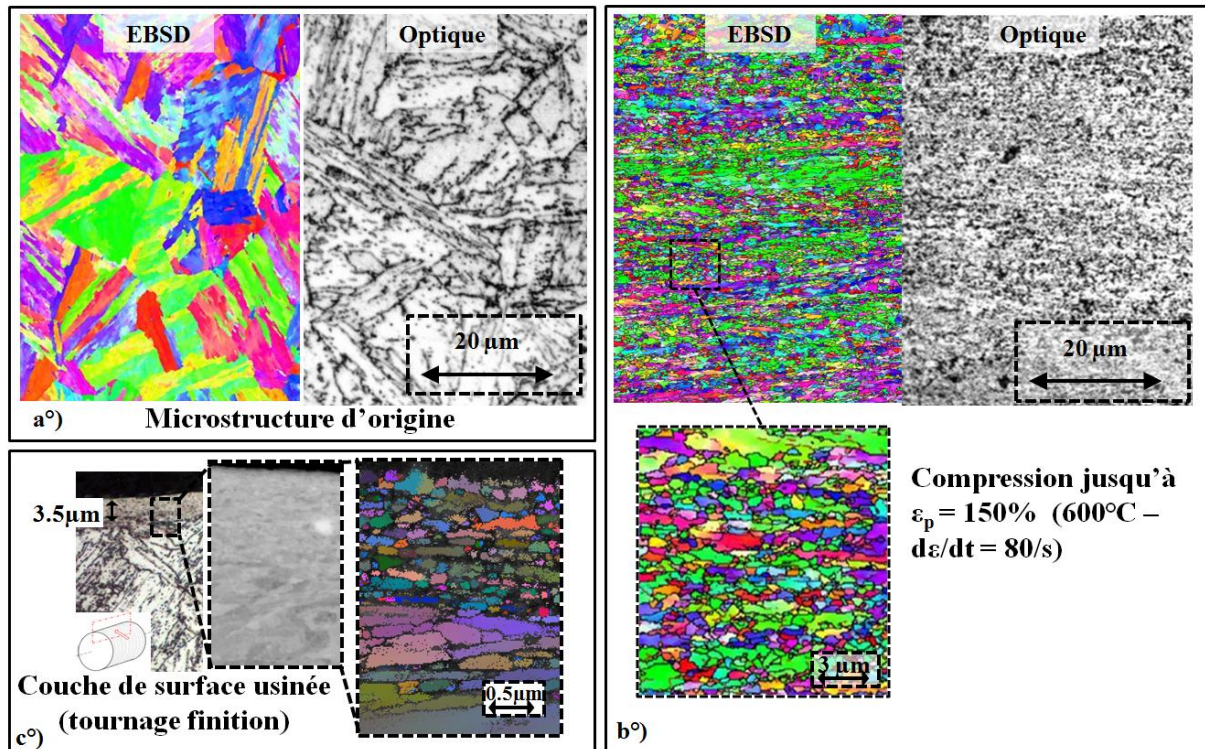 EBSD
Optique
20 µm
a°)
Microstructure d'origine
EBSD
Optique
20 µm
3 µm
Compression jusqu'à
εp = 150% (600°C –
dε/dt = 80/s)
b°)
3.5µm
0.5µm
Couche de surface usinée
(tournage finition)
c°)